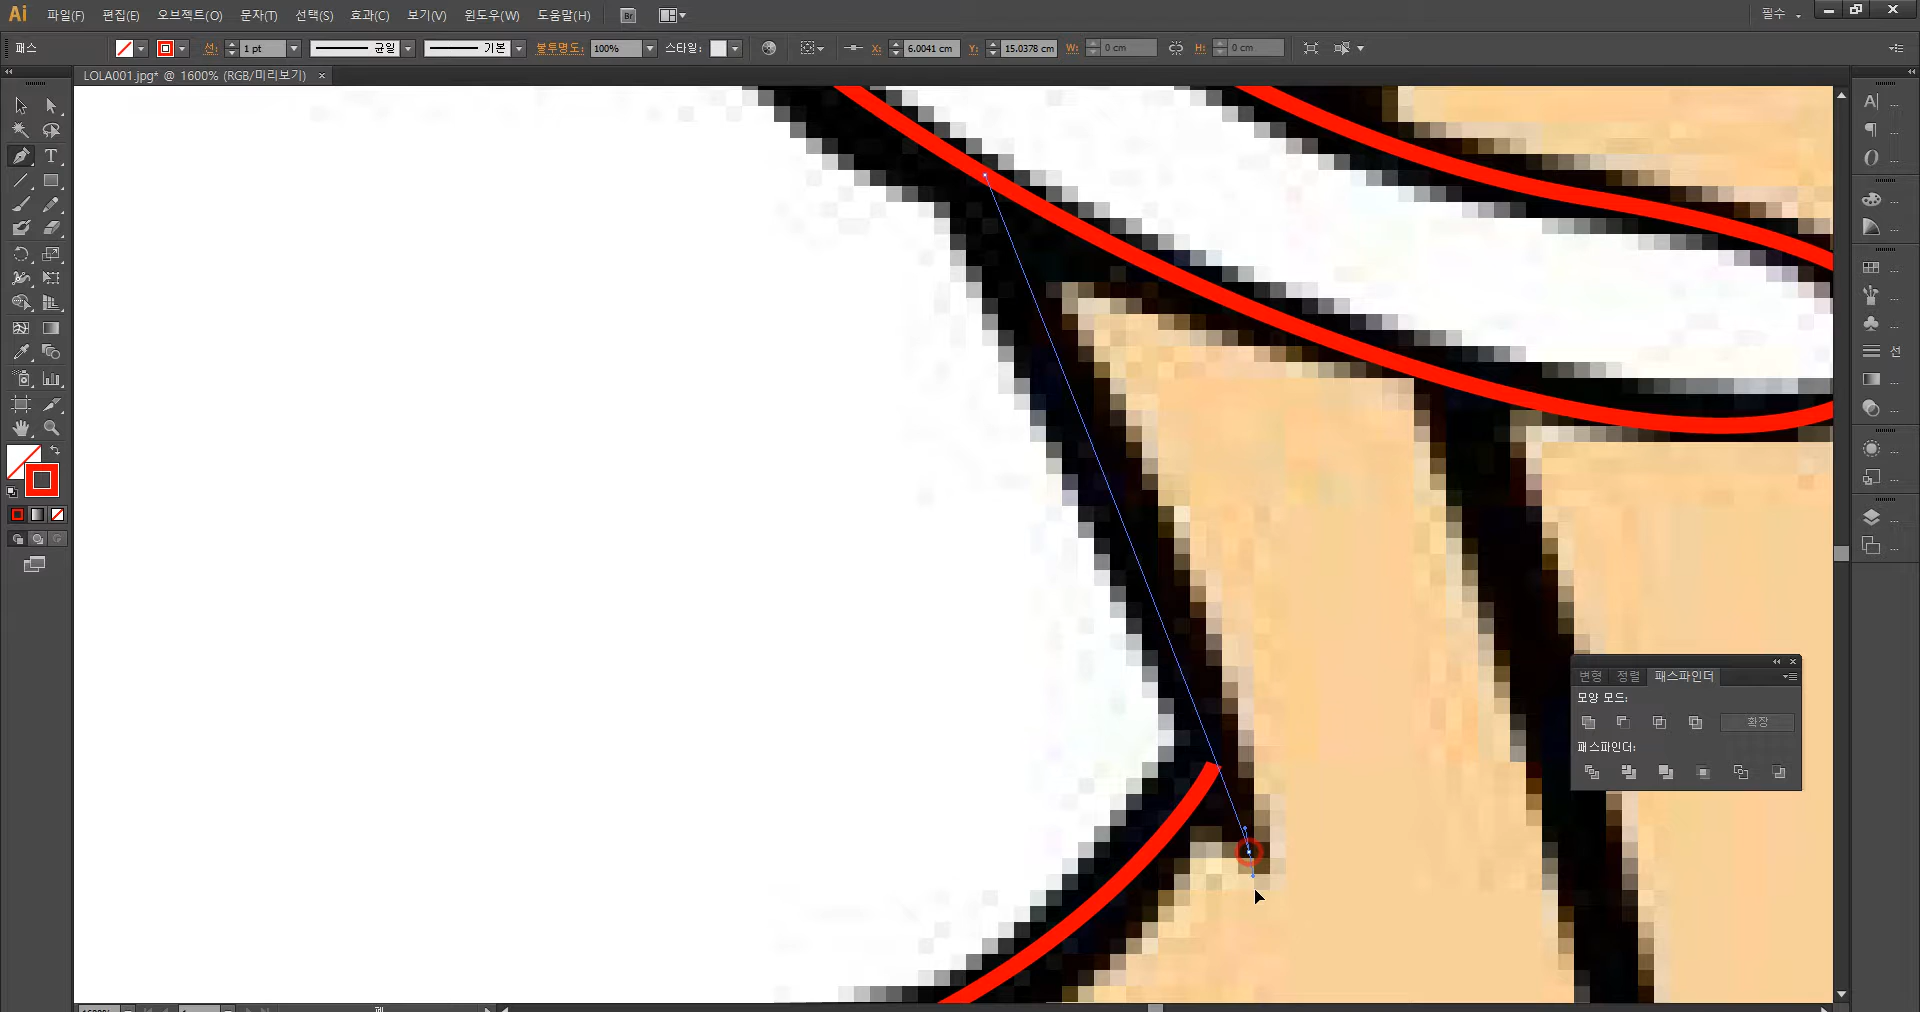 Ai 파일(F) 편집(E) 오브젝트(O) 문자(T) 선택(S) 효과(C) 보기(V) 윈도우(W) 도움말(H) Br 필수
패스 선: 1 pt 균일 기본 불투명도: 100% 스타일: X: 6.0041 cm Y: 15.0378 cm W: 0 cm H: 0 cm
LOLA001.jpg* @ 1600% (RGB/미리보기)
선
변형 정렬 패스파인더
모양 모드:
확장
패스파인더: